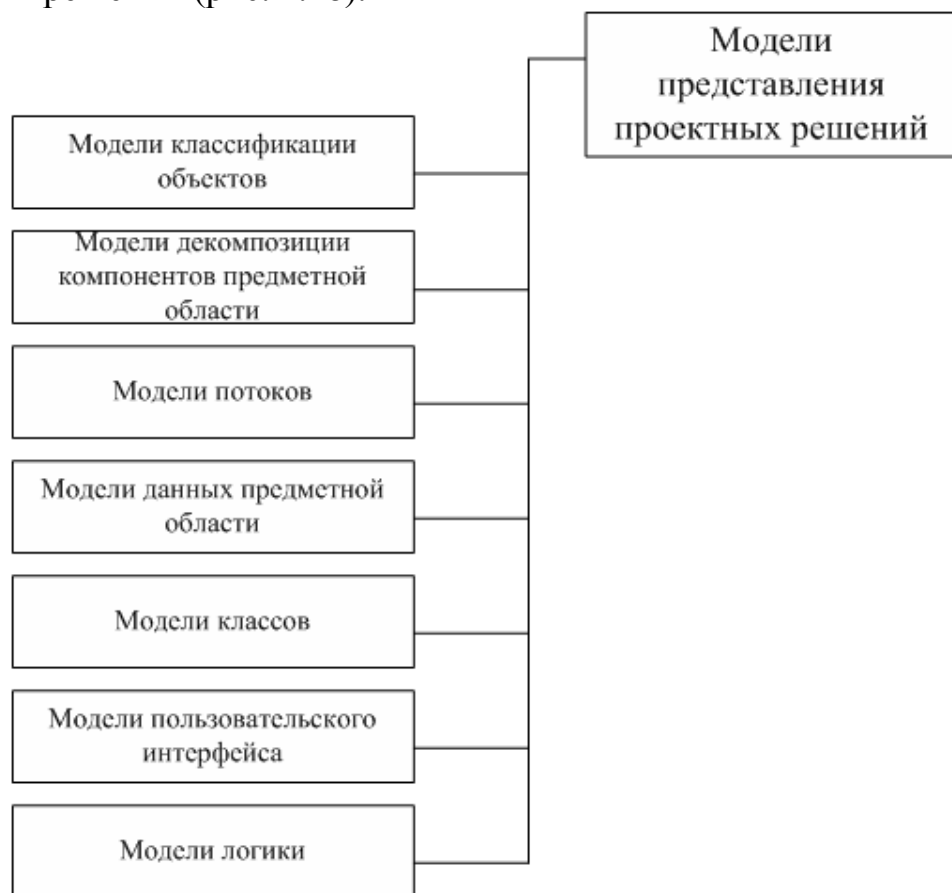 Модели
представления
проектных решений
Модели классификации
объектов
Модели декомпозиции
компонентов предметной
области
Модели потоков
Модели данных предметной
области
Модели классов
Модели пользовательского
интерфейса
Модели логики